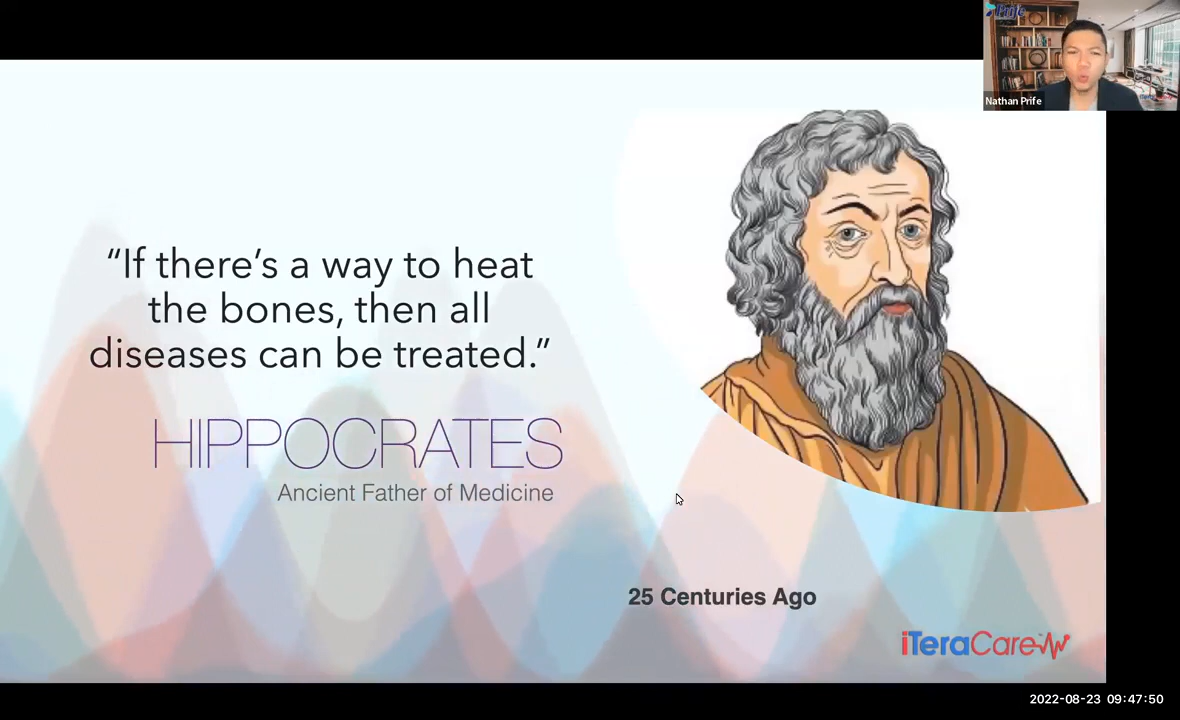 Prife
Nathan Prife
“If there’s a way to heat
the bones, then all
diseases can be treated.”
HIPPOCRATES
Ancient Father of Medicine
25 Centuries Ago
iTeraCare
2022-08-23 09:47:50